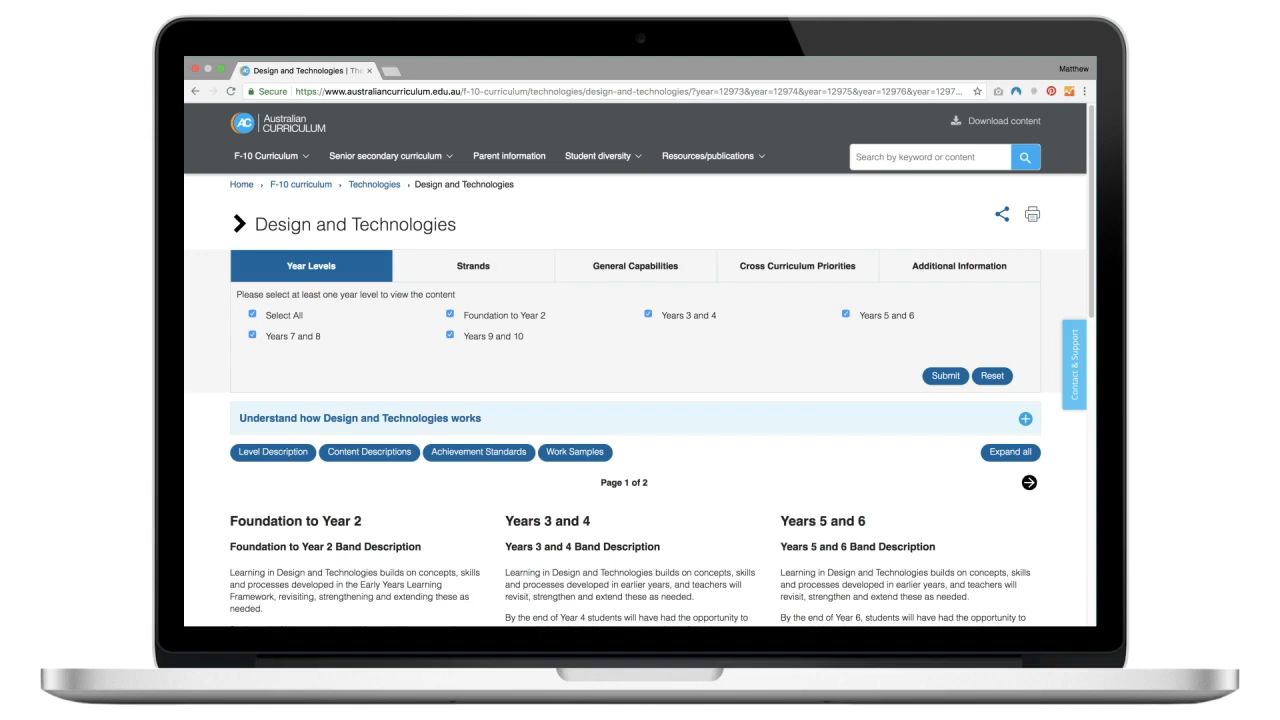 Design and Technologies | The
Matthew
Secure https://www.australiancurriculum.edu.au/f-10-curriculum/technologies/design-and-technologies/?year=12973&year=12974&year=12975&year=12976&year=1297...
AC Australian
CURRICULUM
Download content
F-10 Curriculum Senior secondary curriculum Parent information Student diversity Resources/publications Search by keyword or content
Home › F-10 curriculum › Technologies › Design and Technologies
Design and Technologies
Year Levels Strands General Capabilities Cross Curriculum Priorities Additional Information
Please select at least one year level to view the content
Select All Foundation to Year 2 Years 3 and 4 Years 5 and 6
Years 7 and 8 Years 9 and 10
Contact & Support
Submit Reset
Understand how Design and Technologies works
Level Description Content Descriptions Achievement Standards Work Samples Expand all
Page 1 of 2
Foundation to Year 2
Foundation to Year 2 Band Description
Learning in Design and Technologies builds on concepts, skills
and processes developed in the Early Years Learning
Framework, revisiting, strengthening and extending these as
needed.
Years 3 and 4
Years 3 and 4 Band Description
Learning in Design and Technologies builds on concepts, skills
and processes developed in earlier years, and teachers will
revisit, strengthen and extend these as needed.
By the end of Year 4 students will have had the opportunity to
Years 5 and 6
Years 5 and 6 Band Description
Learning in Design and Technologies builds on concepts, skills
and processes developed in earlier years, and teachers will
revisit, strengthen and extend these as needed.
By the end of Year 6, students will have had the opportunity to